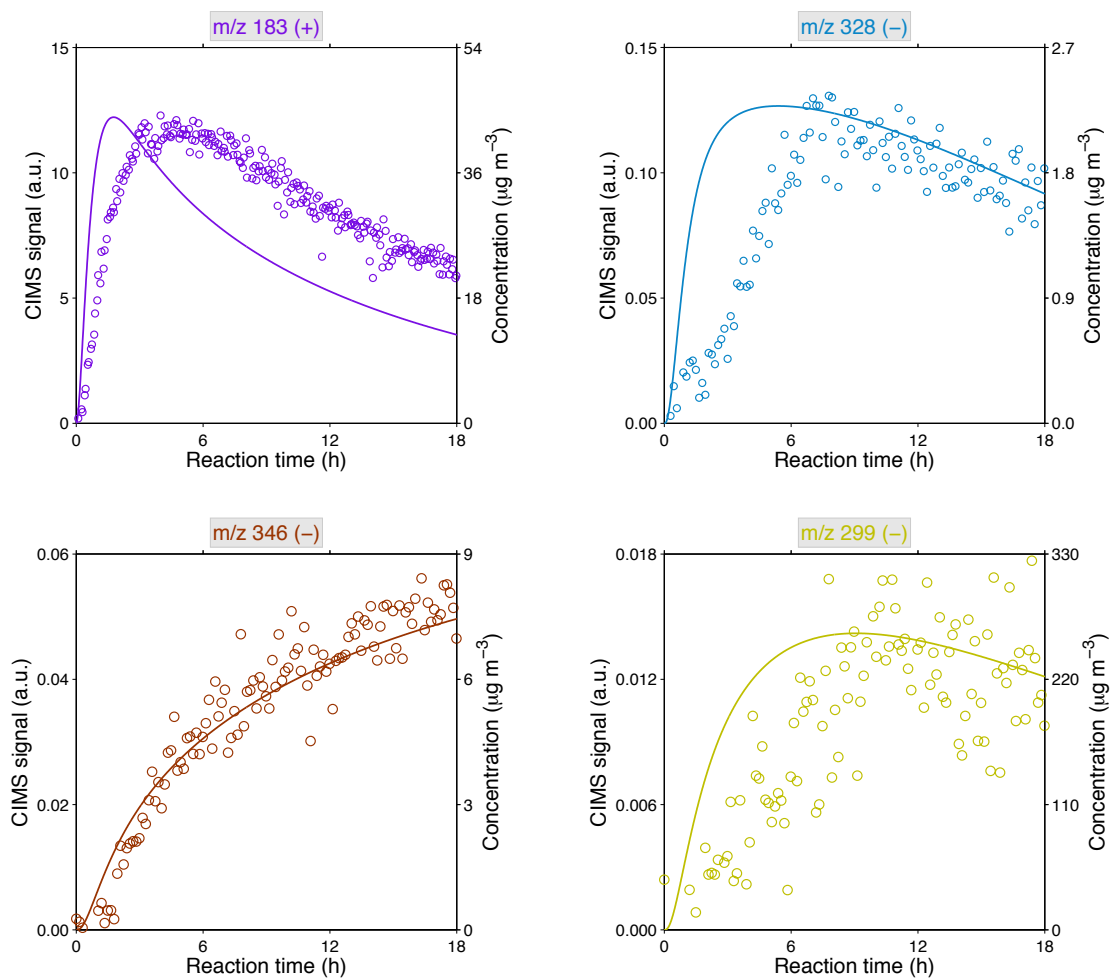 m/z 183 (+)
15
10
5
0
54
36
18
0
0 6 12 18
CIMS signal (a.u.)
Concentration (µg m⁻³)
Reaction time (h)
m/z 328 (−)
0.15
0.10
0.05
0.00
2.7
1.8
0.9
0.0
0 6 12 18
CIMS signal (a.u.)
Concentration (µg m⁻³)
Reaction time (h)
m/z 346 (−)
0.06
0.04
0.02
0.00
9
6
3
0
0 6 12 18
CIMS signal (a.u.)
Concentration (µg m⁻³)
Reaction time (h)
m/z 299 (−)
0.018
0.012
0.006
0.000
330
220
110
0
0 6 12 18
CIMS signal (a.u.)
Concentration (µg m⁻³)
Reaction time (h)